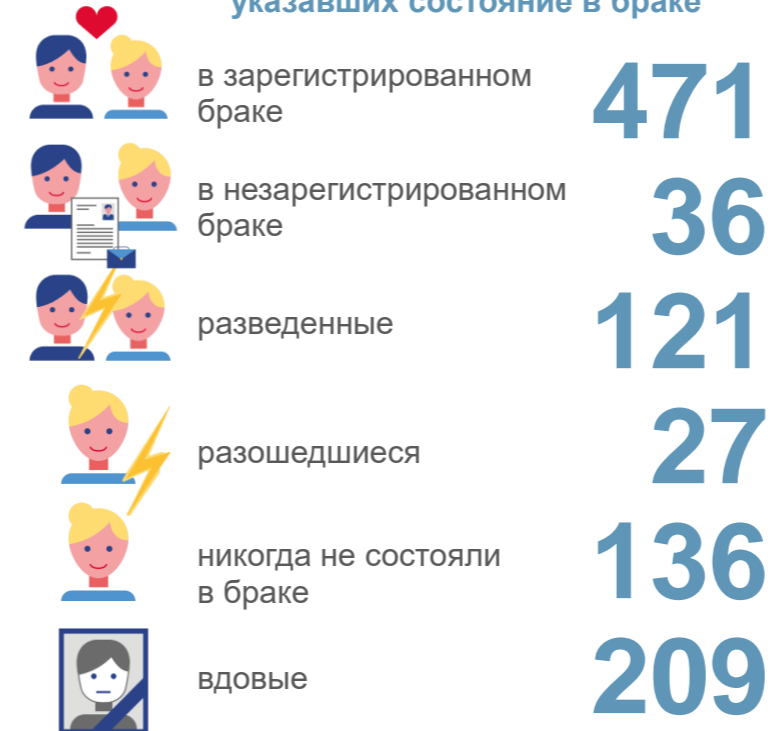 указавших состояние в браке
в зарегистрированном
браке
471
в незарегистрированном
браке
36
разведенные
121
разошедшиеся
27
никогда не состояли
в браке
136
вдовые
209